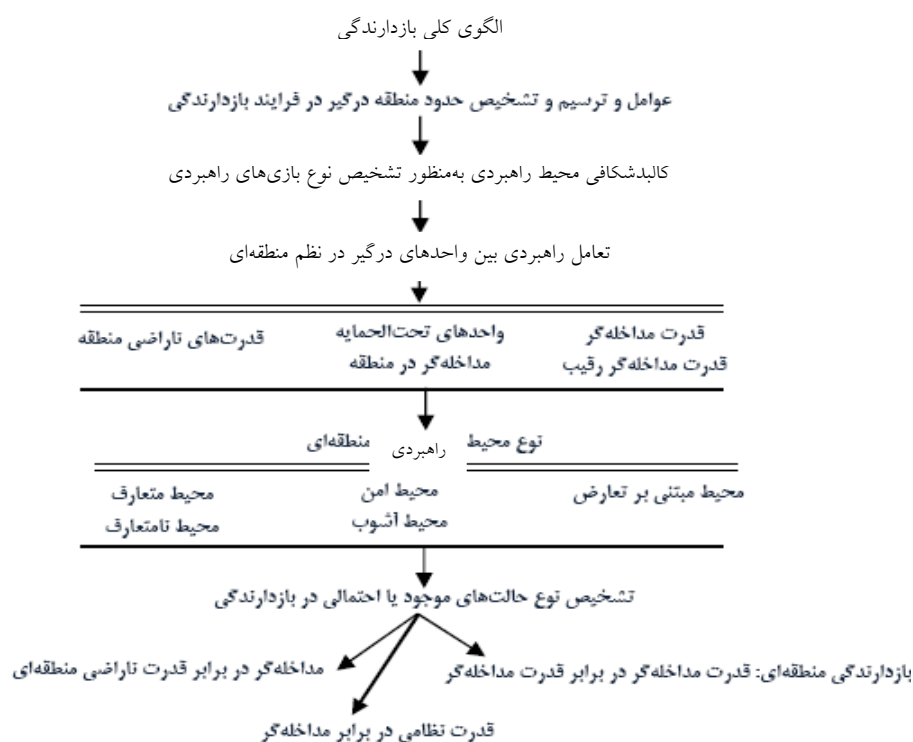 الگوی کلی بازدارندگی
عوامل و ترسیم و تشخیص حدود منطقه درگیر در فرایند بازدارندگی
کالبدشکافی محیط راهبردی به‌منظور تشخیص نوع بازی‌های راهبردی
تعامل راهبردی بین واحدهای درگیر در نظم منطقه‌ای
قدرت مداخله‌گر
قدرت مداخله‌گر رقیب
واحدهای تحت‌الحمایه
مداخله‌گر در منطقه
قدرت‌های ناراضی منطقه
نوع محیط راهبردی منطقه‌ای
محیط مبتنی بر تعارض
محیط امن
محیط آشوب
محیط متعارف
محیط نامتعارف
تشخیص نوع حالت‌های موجود یا احتمالی در بازدارندگی
بازدارندگی منطقه‌ای: قدرت مداخله‌گر در برابر قدرت مداخله‌گر
مداخله‌گر در برابر قدرت ناراضی منطقه‌ای
قدرت نظامی در برابر مداخله‌گر